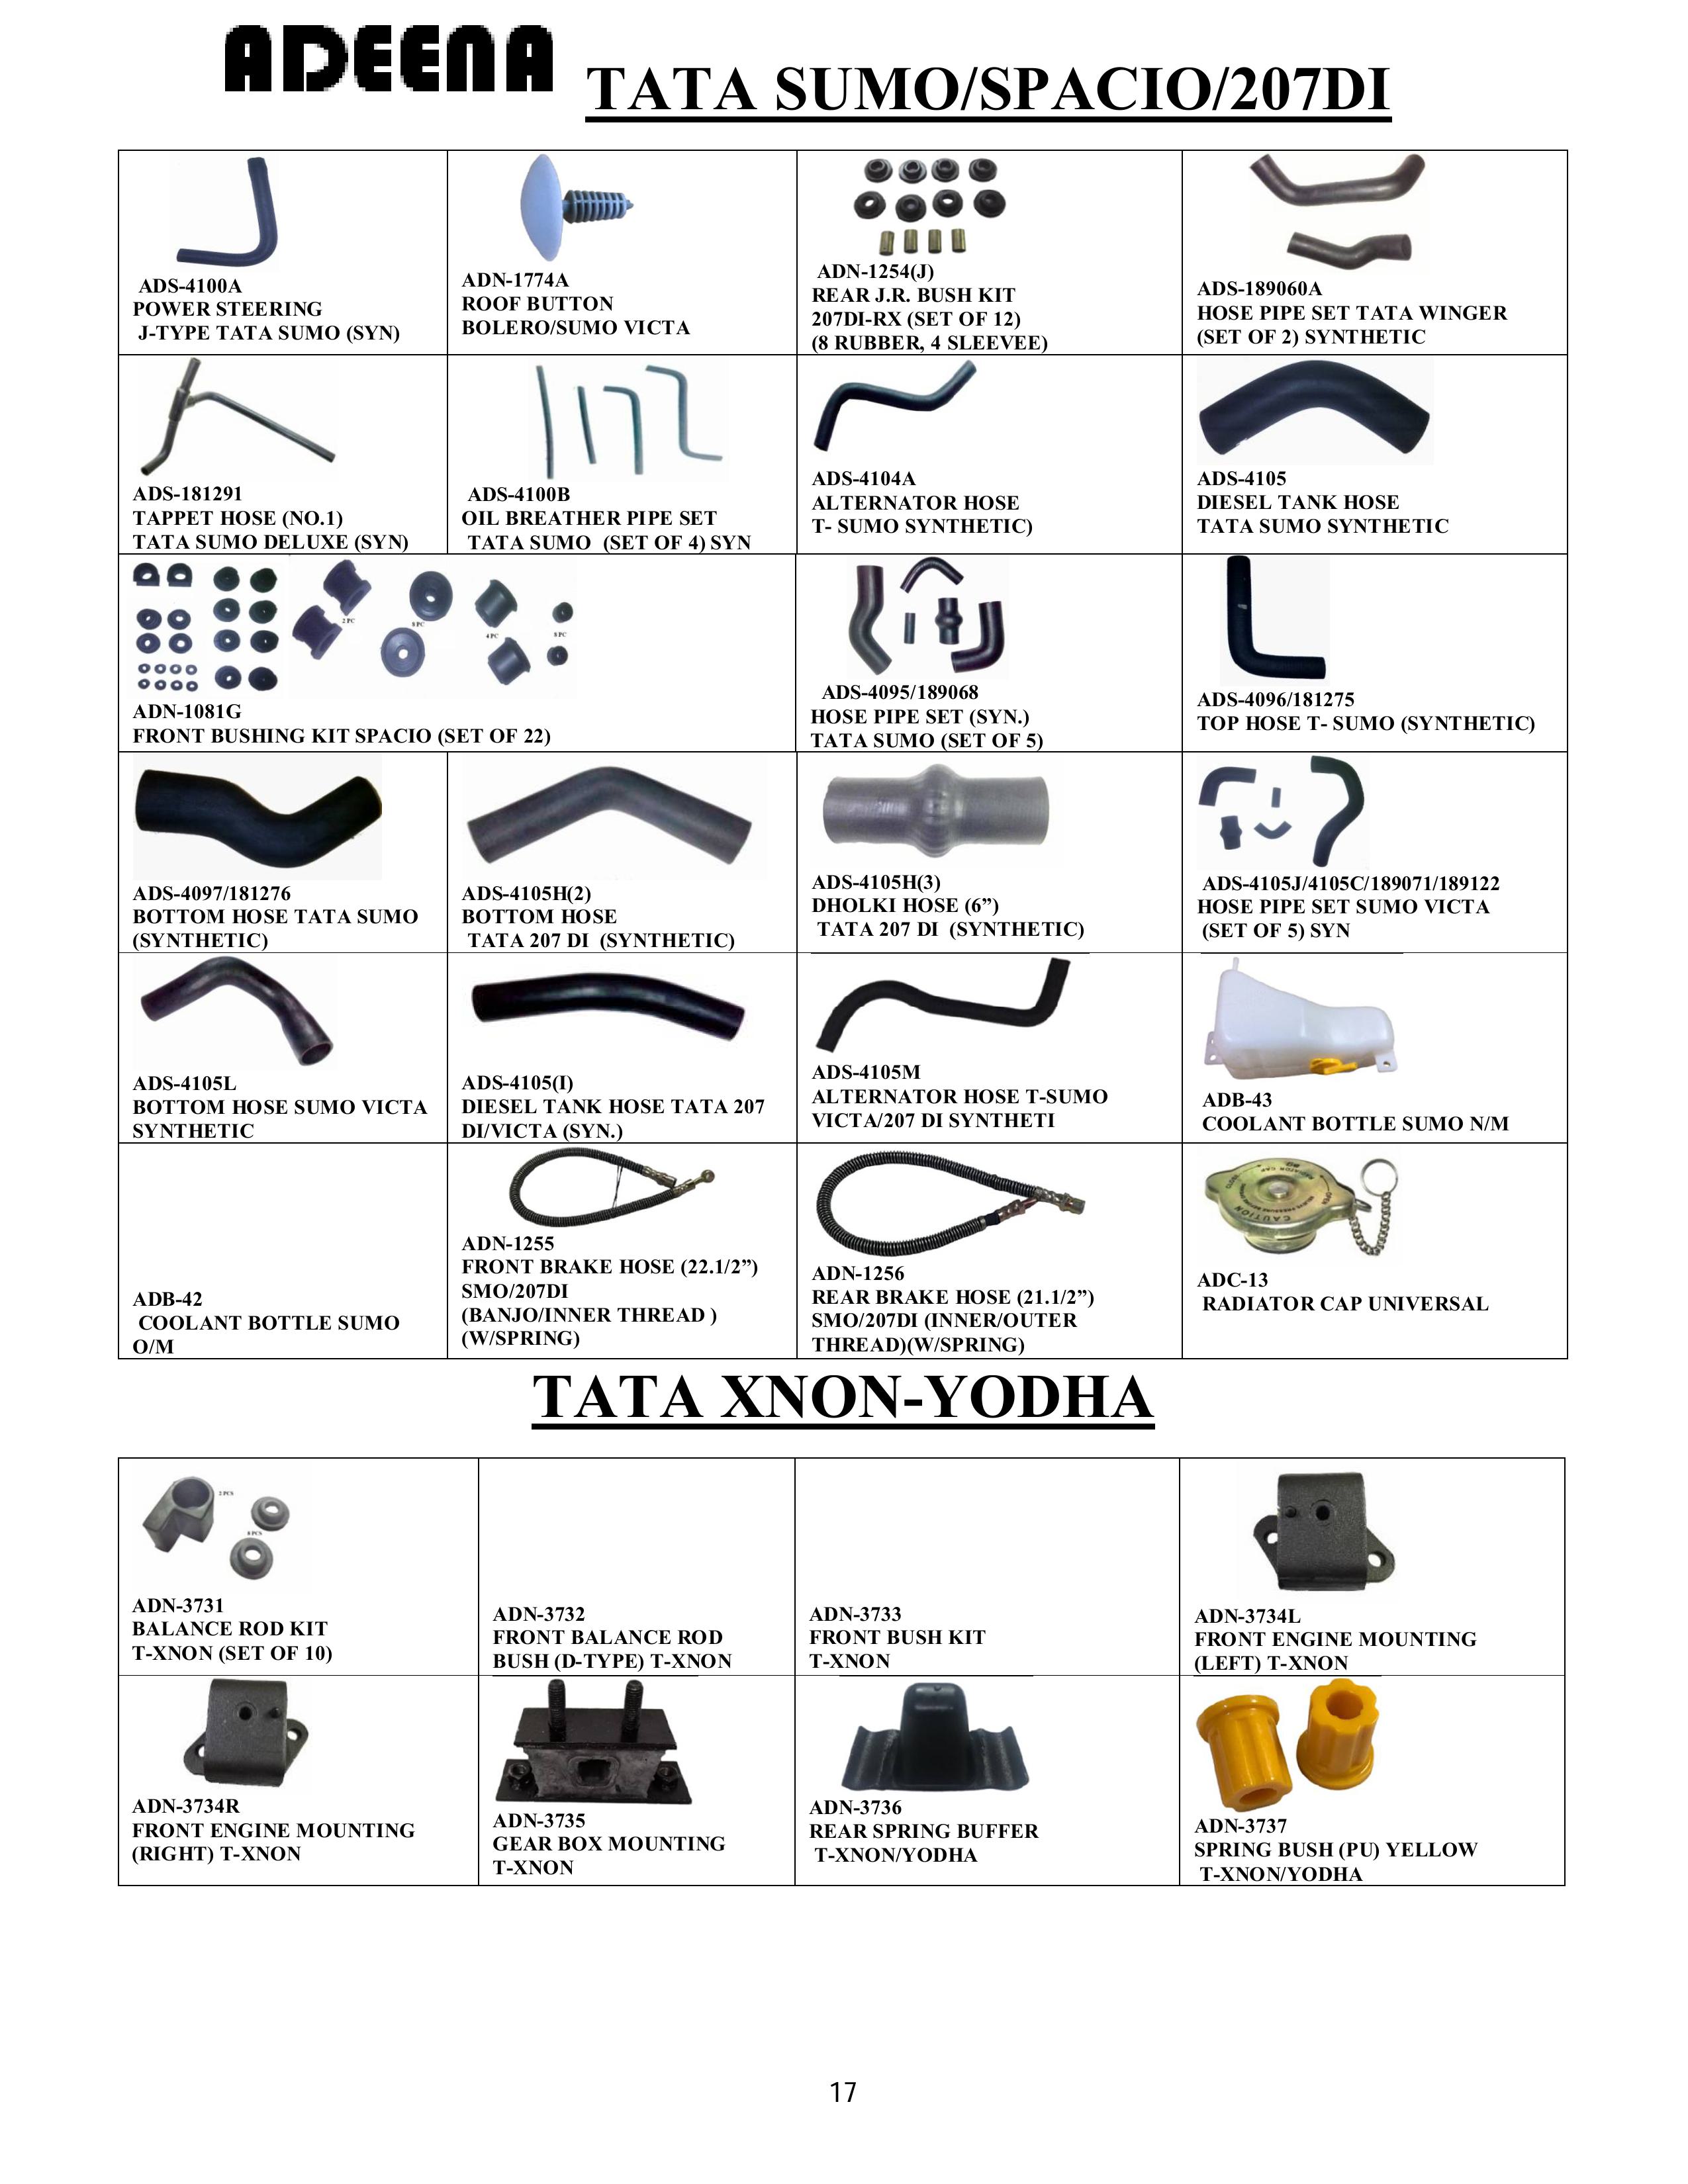 ADEENA
TATA SUMO/SPACIO/207DI
ADS-4100A
POWER STEERING
J-TYPE TATA SUMO (SYN)
ADN-1774A
ROOF BUTTON
BOLERO/SUMO VICTA
ADN-1254(J)
REAR J.R. BUSH KIT
207DI-RX (SET OF 12)
(8 RUBBER, 4 SLEEVEE)
ADS-189060A
HOSE PIPE SET TATA WINGER
(SET OF 2) SYNTHETIC
ADS-181291
TAPPET HOSE (NO.1)
TATA SUMO DELUXE (SYN)
ADS-4100B
OIL BREATHER PIPE SET
TATA SUMO (SET OF 4) SYN
ADS-4104A
ALTERNATOR HOSE
T- SUMO SYNTHETIC)
ADS-4105
DIESEL TANK HOSE
TATA SUMO SYNTHETIC
2 PC
8 PC
4 PC
8 PC
ADN-1081G
FRONT BUSHING KIT SPACIO (SET OF 22)
ADS-4095/189068
HOSE PIPE SET (SYN.)
TATA SUMO (SET OF 5)
ADS-4096/181275
TOP HOSE T- SUMO (SYNTHETIC)
ADS-4097/181276
BOTTOM HOSE TATA SUMO
(SYNTHETIC)
ADS-4105H(2)
BOTTOM HOSE
TATA 207 DI (SYNTHETIC)
ADS-4105H(3)
DHOLKI HOSE (6”)
TATA 207 DI (SYNTHETIC)
ADS-4105J/4105C/189071/189122
HOSE PIPE SET SUMO VICTA
(SET OF 5) SYN
ADS-4105L
BOTTOM HOSE SUMO VICTA
SYNTHETIC
ADS-4105(I)
DIESEL TANK HOSE TATA 207
DI/VICTA (SYN.)
ADS-4105M
ALTERNATOR HOSE T-SUMO
VICTA/207 DI SYNTHETI
ADB-43
COOLANT BOTTLE SUMO N/M
ADB-42
COOLANT BOTTLE SUMO
O/M
ADN-1255
FRONT BRAKE HOSE (22.1/2”)
SMO/207DI
(BANJO/INNER THREAD )
(W/SPRING)
ADN-1256
REAR BRAKE HOSE (21.1/2”)
SMO/207DI (INNER/OUTER
THREAD)(W/SPRING)
CAUTION
ADC-13
RADIATOR CAP UNIVERSAL
TATA XNON-YODHA
2 PCS
8 PCS
ADN-3731
BALANCE ROD KIT
T-XNON (SET OF 10)
ADN-3732
FRONT BALANCE ROD
BUSH (D-TYPE) T-XNON
ADN-3733
FRONT BUSH KIT
T-XNON
ADN-3734L
FRONT ENGINE MOUNTING
(LEFT) T-XNON
ADN-3734R
FRONT ENGINE MOUNTING
(RIGHT) T-XNON
ADN-3735
GEAR BOX MOUNTING
T-XNON
ADN-3736
REAR SPRING BUFFER
T-XNON/YODHA
ADN-3737
SPRING BUSH (PU) YELLOW
T-XNON/YODHA
17